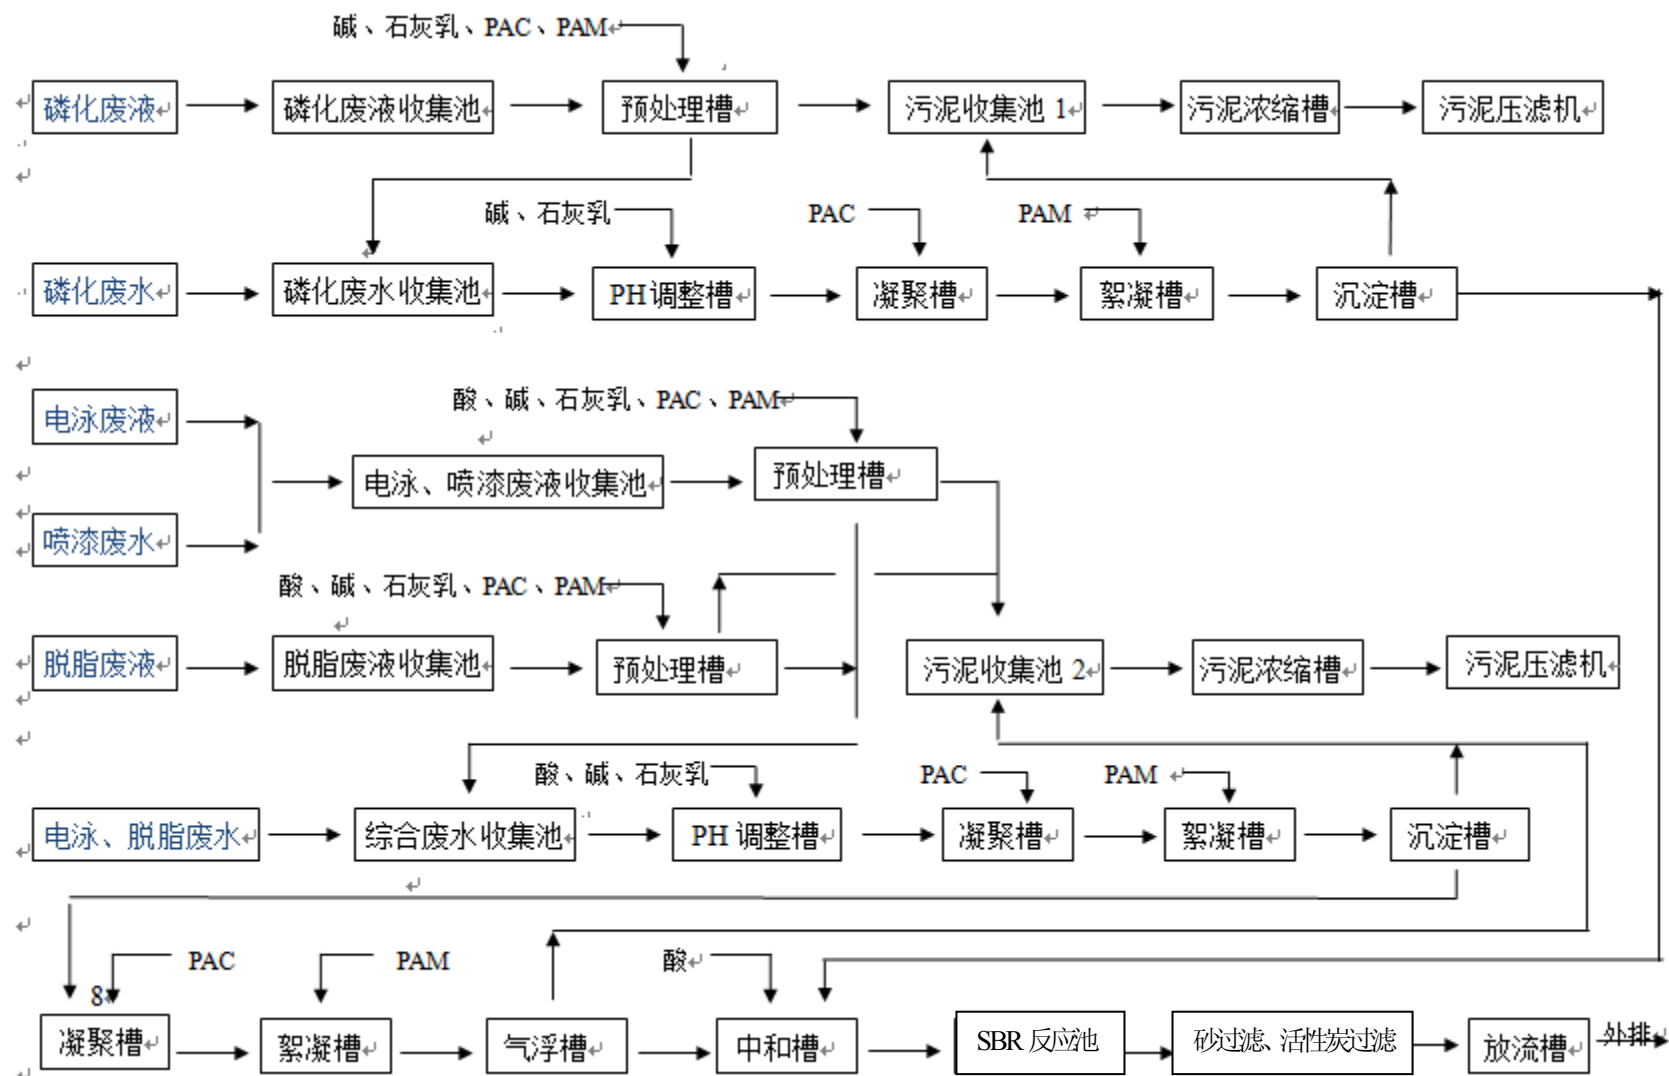 碱、石灰乳、PAC、PAM
磷化废液 磷化废液收集池 预处理槽 污泥收集池 1 污泥浓缩槽 污泥压滤机
碱、石灰乳 PAC PAM
磷化废水 磷化废水收集池 PH调整槽 凝聚槽 絮凝槽 沉淀槽
酸、碱、石灰乳、PAC、PAM
电泳废液
电泳、喷漆废液收集池 预处理槽
喷漆废水
酸、碱、石灰乳、PAC、PAM
脱脂废液 脱脂废液收集池 预处理槽 污泥收集池 2 污泥浓缩槽 污泥压滤机
酸、碱、石灰乳 PAC PAM
电泳、脱脂废水 综合废水收集池 PH 调整槽 凝聚槽 絮凝槽 沉淀槽
PAC PAM 酸
8
凝聚槽 絮凝槽 气浮槽 中和槽 SBR 反应池 砂过滤、活性炭过滤 放流槽 外排